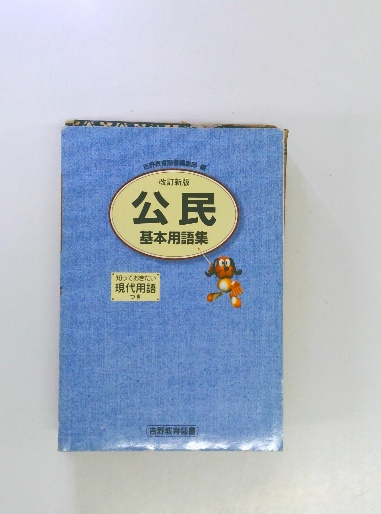 吉野教育図書編集部 編
改訂新版
公民
基本用語集
知っておきたい
現代用語
つき
吉野教育図書